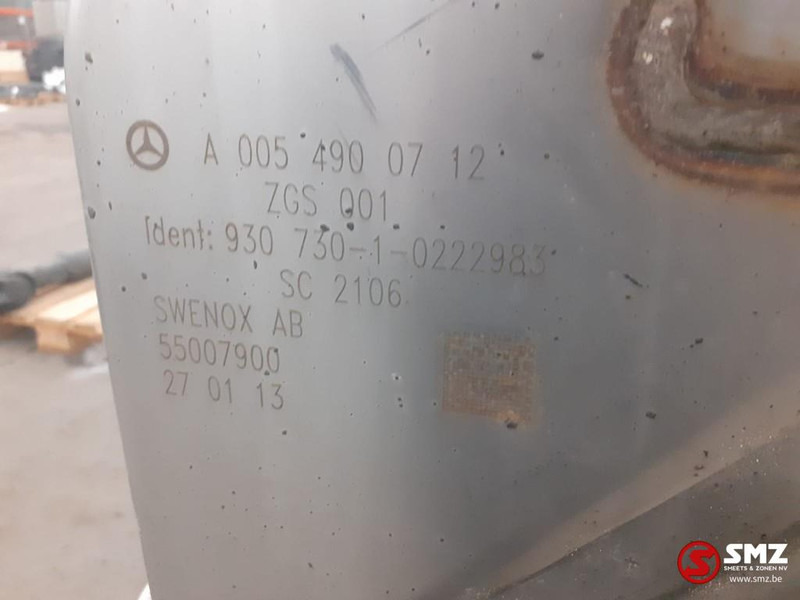 A 005 490 07 12
ZGS 001
Ident: 930 730-1-0222983
SC 2106
SWENOX AB
55007900
27 01 13
SMZ
SMEETS & ZONEN NV
www.smz.be